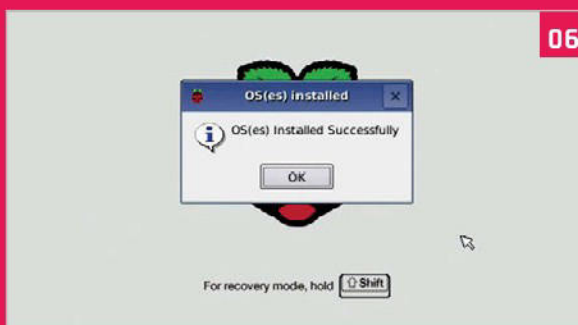 06
OS(es) installed
OS(es) Installed Successfully
OK
For recovery mode, hold ⇧ Shift